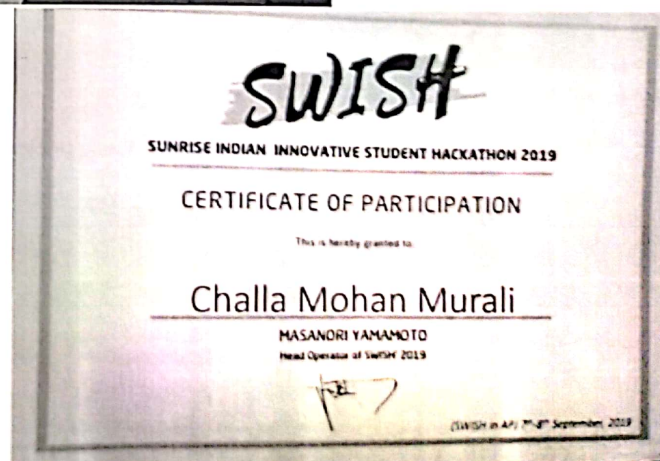 SWISH
SUNRISE INDIAN INNOVATIVE STUDENT HACKATHON 2019
CERTIFICATE OF PARTICIPATION
This is hereby granted to.
Challa Mohan Murali
MASANORI YAMAMOTO
Head Operator of SWISH 2019
(SWISH in AP) 7th-8th September, 2019